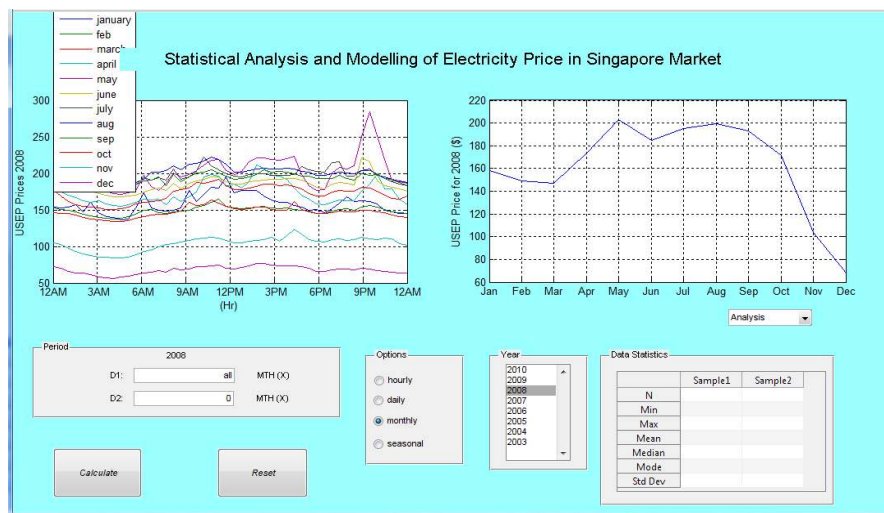 Statistical Analysis and Modelling of Electricity Price in Singapore Market
january
feb
march
april
may
june
july
aug
sep
oct
nov
dec
USEP Prices 2008
300
250
200
150
100
50
12AM 3AM 6AM 9AM 12PM 3PM 6PM 9PM 12AM
(Hr)
USEP Price for 2008 ($)
220
200
180
160
140
120
100
80
60
Jan Feb Mar Apr May Jun Jul Aug Sep Oct Nov Dec
Analysis
Period
2008
D1: all MTH (X)
D2: 0 MTH (X)
Calculate
Reset
Options
hourly
daily
monthly
seasonal
Year
2010
2009
2008
2007
2006
2005
2004
2003
Data Statistics
Sample1 Sample2
N
Min
Max
Mean
Median
Mode
Std Dev